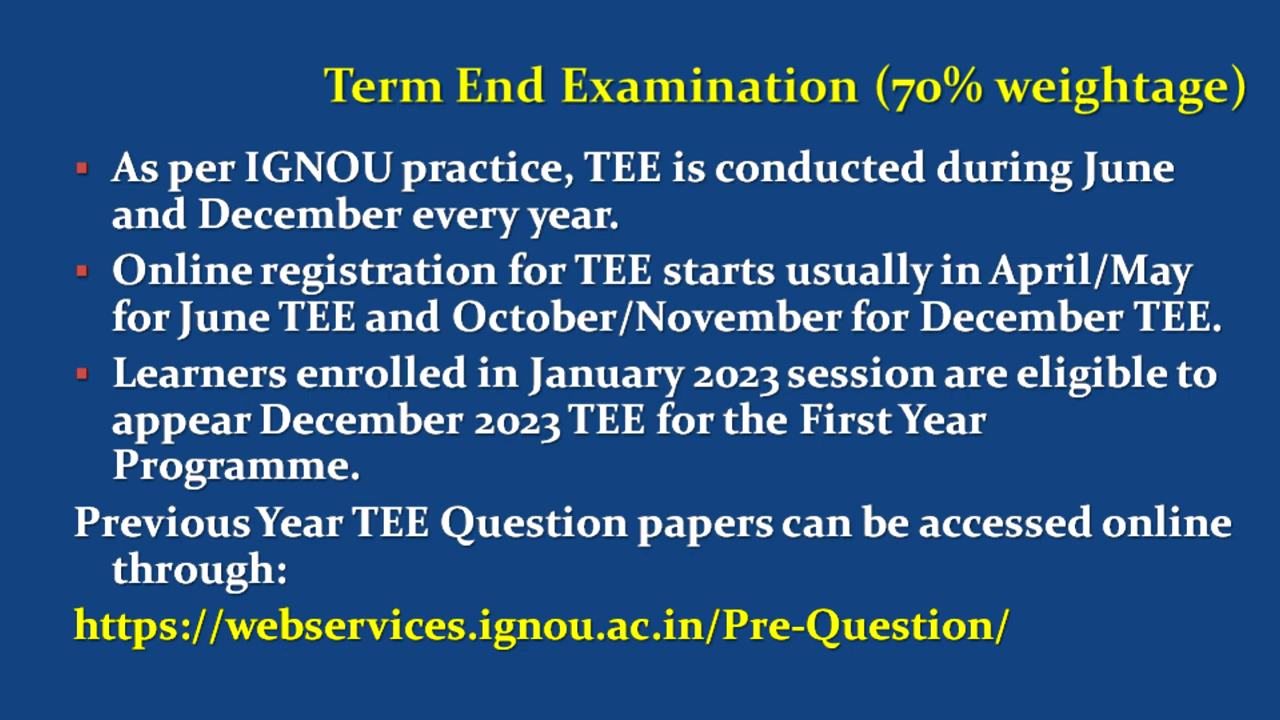 Term End Examination (70% weightage)
▪ As per IGNOU practice, TEE is conducted during June
and December every year.
▪ Online registration for TEE starts usually in April/May
for June TEE and October/November for December TEE.
▪ Learners enrolled in January 2023 session are eligible to
appear December 2023 TEE for the First Year
Programme.
Previous Year TEE Question papers can be accessed online
through:
https://webservices.ignou.ac.in/Pre-Question/